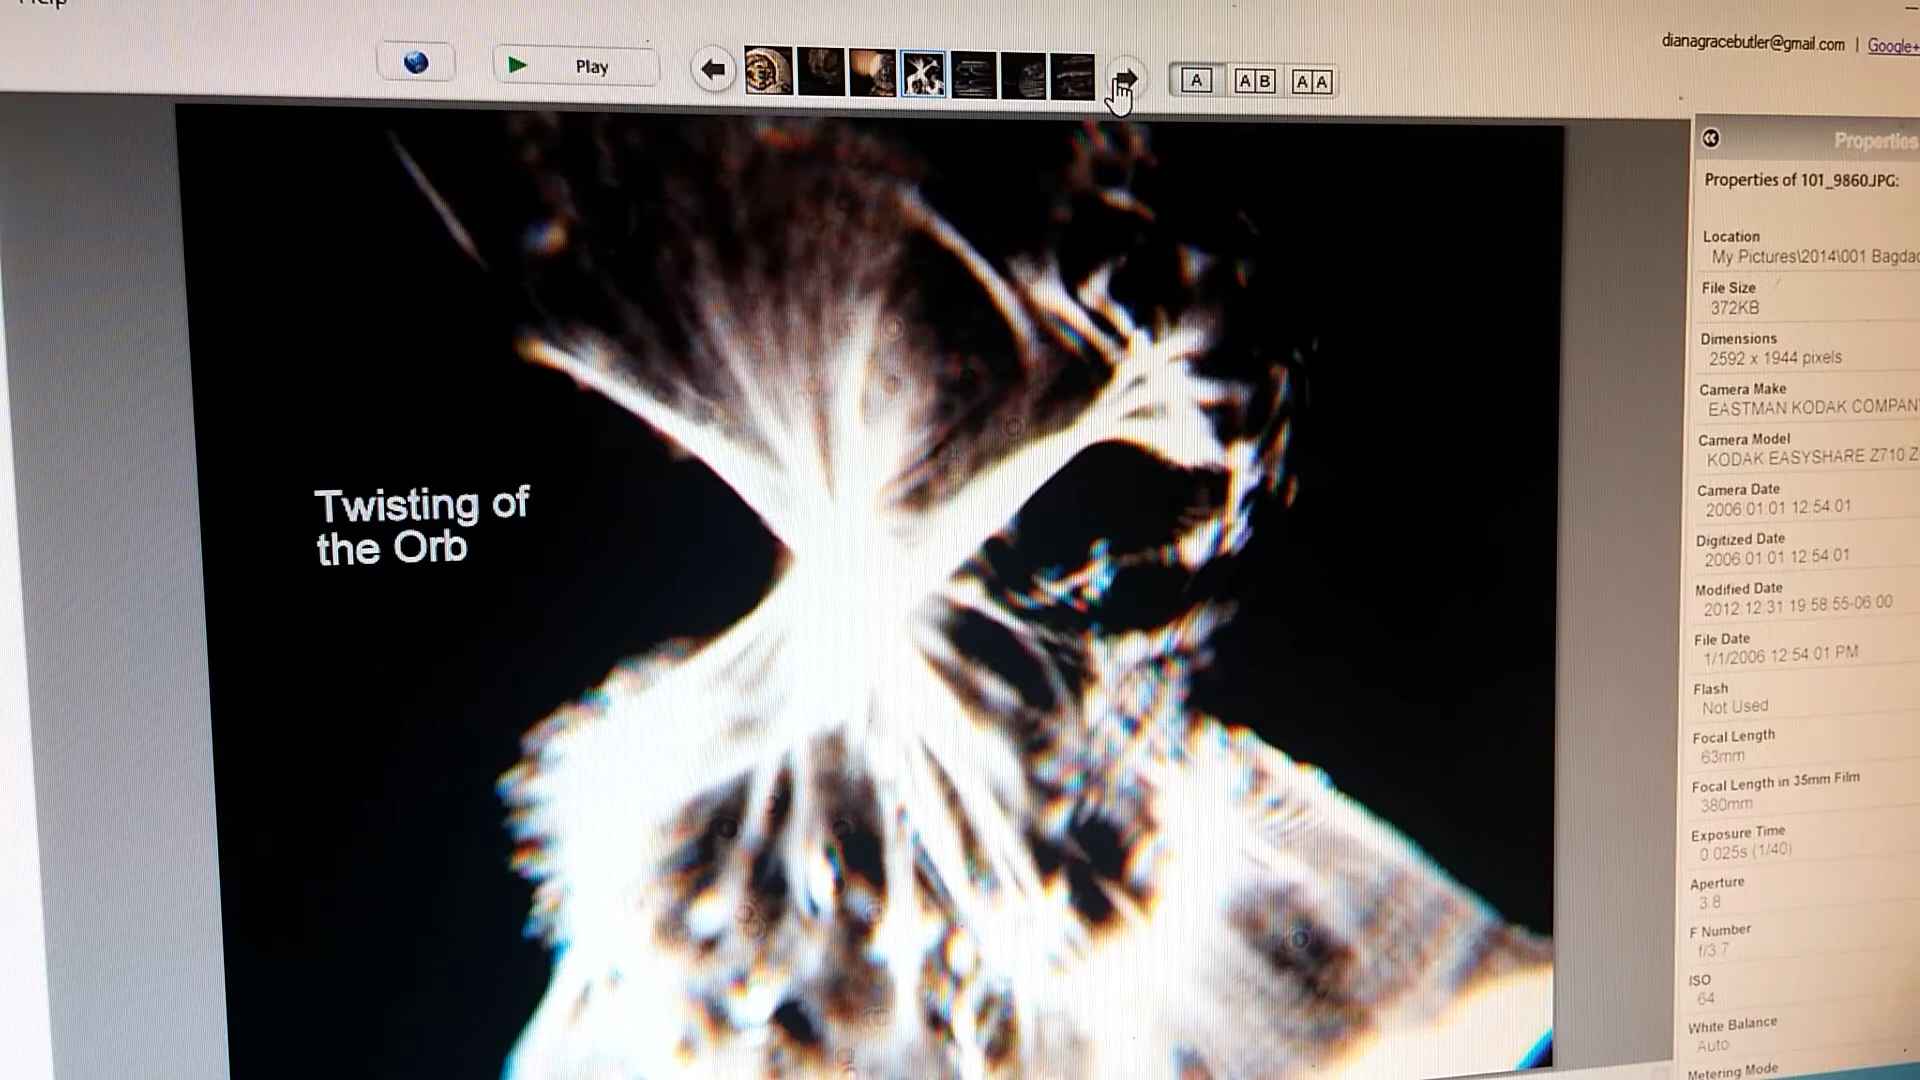 Help
dianagracebutler@gmail.com | Google+
Play
A
A B
A A
Properties
Properties of 101_9860.JPG:
Location
My Pictures\2014\001
File Size
372KB
Dimensions
2592 x 1944 pixels
Camera Make
EASTMAN KODAK COMPAN
Camera Model
KODAK EASYSHARE Z710 Z
Camera Date
2006:01:01 12:54:01
Digitized Date
2006:01:01 12:54:01
Modified Date
2012:12:31 19:58:55-06:00
File Date
1/1/2006 12:54:01 PM
Flash
Not Used
Focal Length
63mm
Focal Length in 35mm Film
380mm
Exposure Time
0.025s (1/40)
Aperture
3.8
F Number
f/3.7
ISO
64
White Balance
Auto
Metering Mode
Twisting of
the Orb